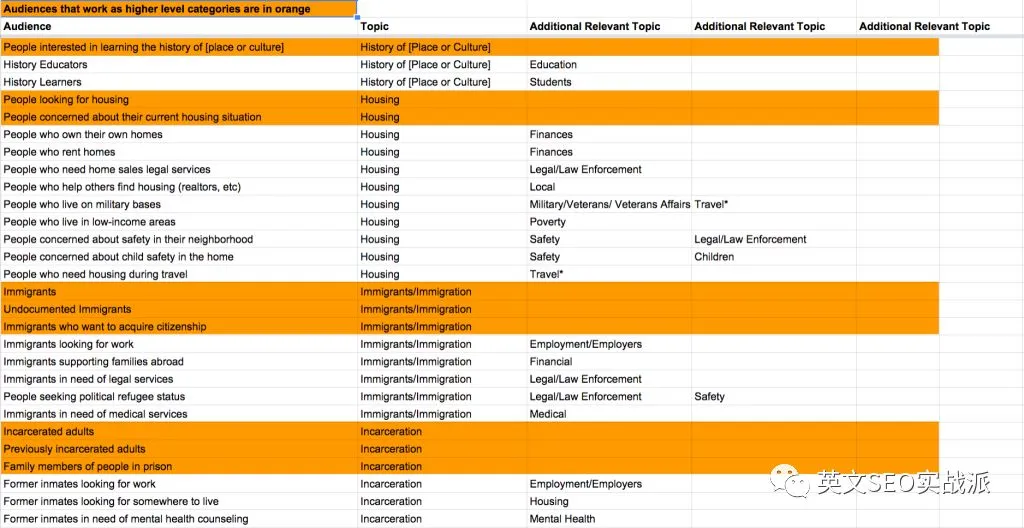 Audiences that work as higher level categories are in orange
Audience Topic Additional Relevant Topic Additional Relevant Topic Additional Relevant Topic
People interested in learning the history of [place or culture] History of [Place or Culture]
History Educators History of [Place or Culture] Education
History Learners History of [Place or Culture] Students
People looking for housing Housing
People concerned about their current housing situation Housing
People who own their own homes Housing Finances
People who rent homes Housing Finances
People who need home sales legal services Housing Legal/Law Enforcement
People who help others find housing (realtors, etc) Housing Local
People who live on military bases Housing Military/Veterans/ Veterans Affairs Travel*
People who live in low-income areas Housing Poverty
People concerned about safety in their neighborhood Housing Safety Legal/Law Enforcement
People concerned about child safety in the home Housing Safety Children
People who need housing during travel Housing Travel*
Immigrants Immigrants/Immigration
Undocumented Immigrants Immigrants/Immigration
Immigrants who want to acquire citizenship Immigrants/Immigration
Immigrants looking for work Immigrants/Immigration Employment/Employers
Immigrants supporting families abroad Immigrants/Immigration Financial
Immigrants in need of legal services Immigrants/Immigration Legal/Law Enforcement
People seeking political refugee status Immigrants/Immigration Legal/Law Enforcement Safety
Immigrants in need of medical services Immigrants/Immigration Medical
Incarcerated adults Incarceration
Previously incarcerated adults Incarceration
Family members of people in prison Incarceration
Former inmates looking for work Incarceration Employment/Employers
Former inmates looking for somewhere to live Incarceration Housing
Former inmates in need of mental health counseling Incarceration Mental Health
英文SEO实战派